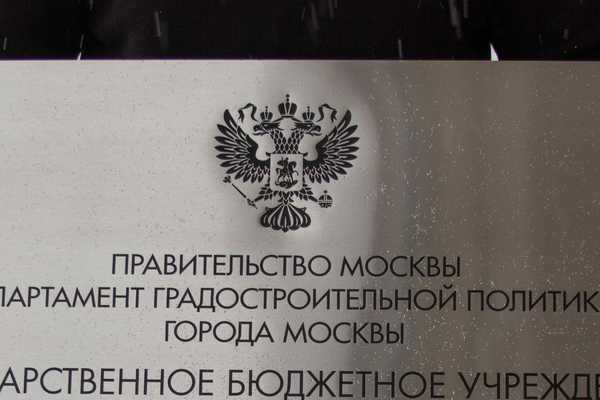 ПРАВИТЕЛЬСТВО МОСКВЫ
ПАРТАМЕНТ ГРАДОСТРОИТЕЛЬНОЙ ПОЛИТИК
ГОРОДА МОСКВЫ
АРСТВЕННОЕ БЮДЖЕТНОЕ УЧРЕЖДЕ